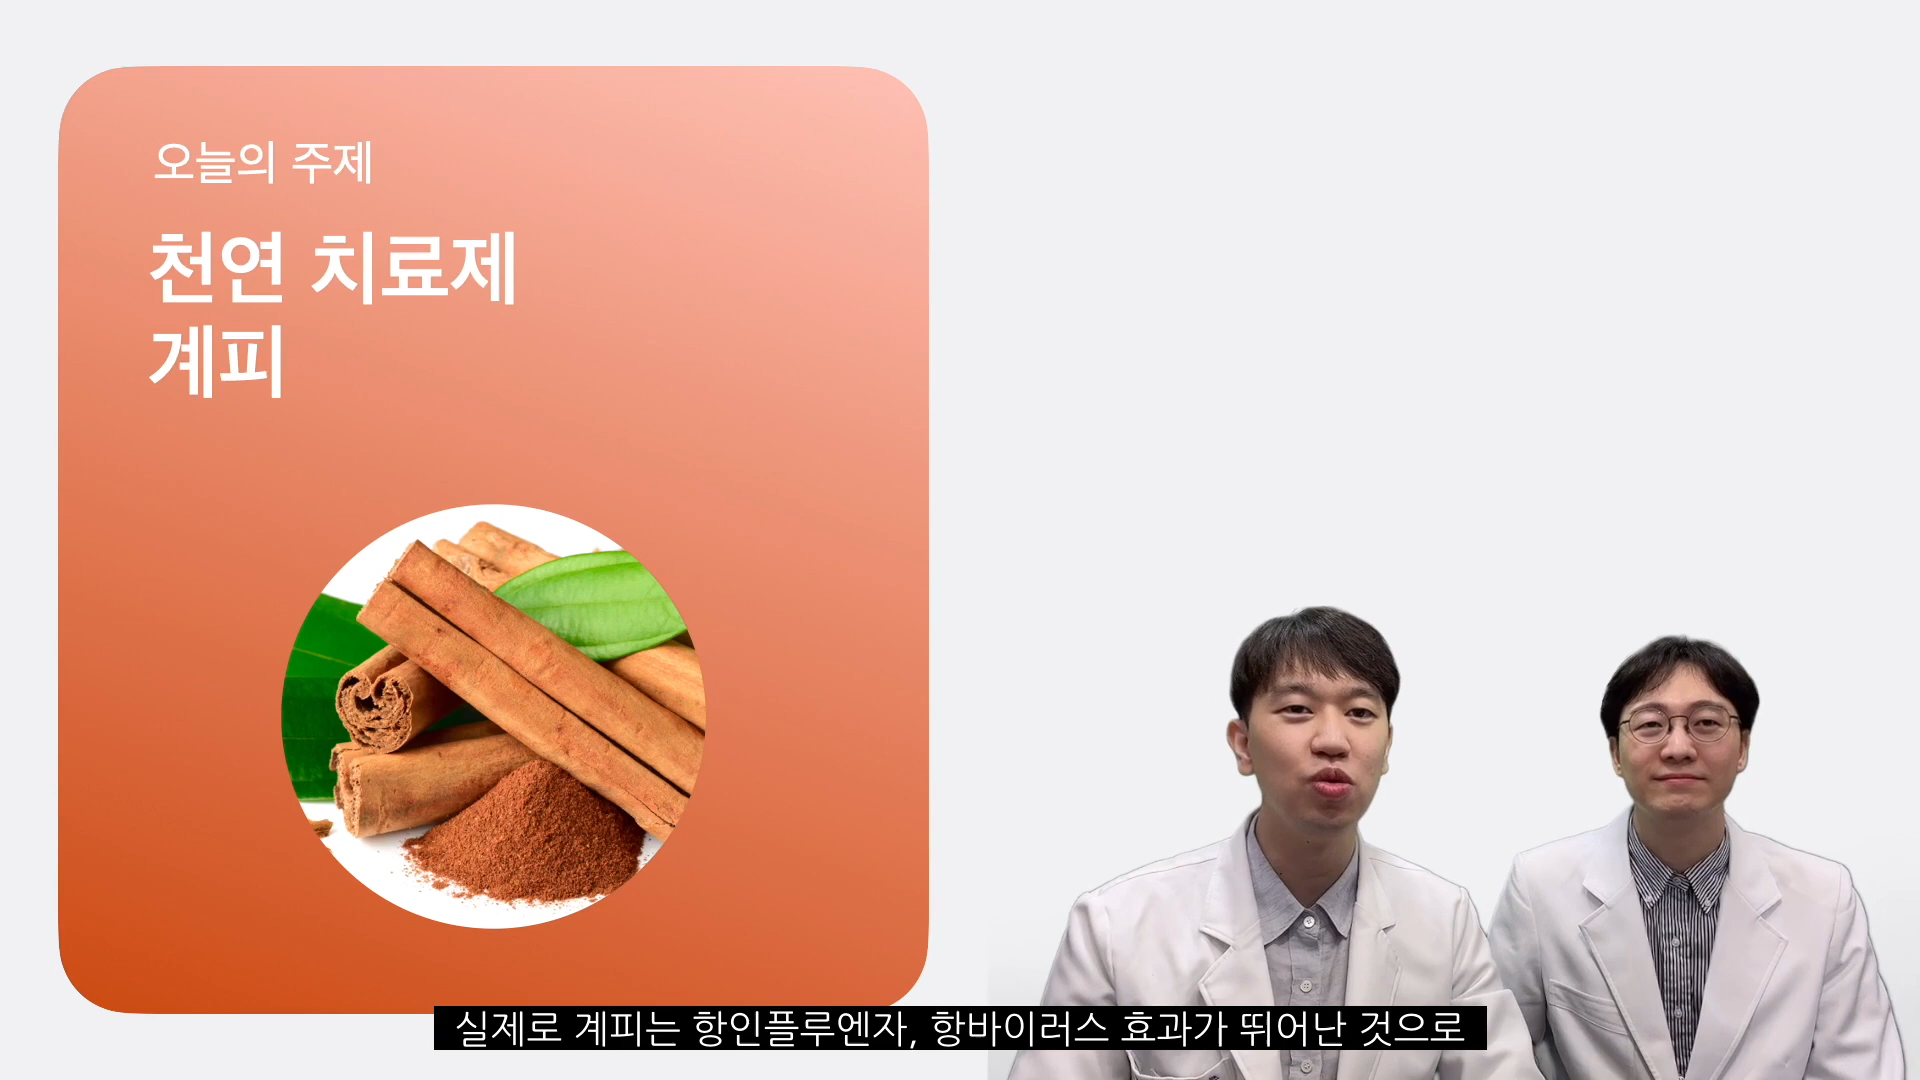 오늘의 주제
천연 치료제
계피
실제로 계피는 항인플루엔자, 항바이러스 효과가 뛰어난 것으로